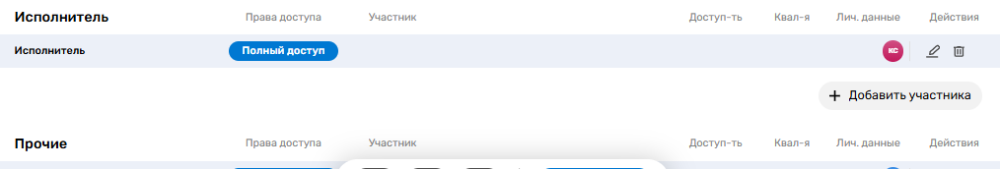 Исполнитель Права доступа Участник Доступ-ть Квал-я Лич. данные Действия
Исполнитель Полный доступ КС
+ Добавить участника
Прочие Права доступа Участник Доступ-ть Квал-я Лич. данные Действия